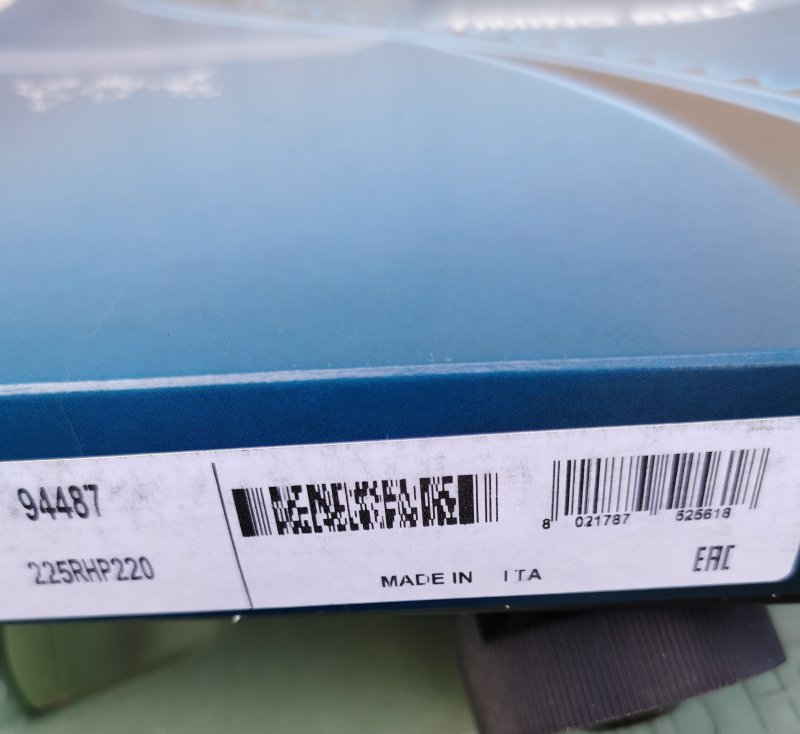 94487
225RHP220
8 021787 525618
MADE IN ITA
EAC